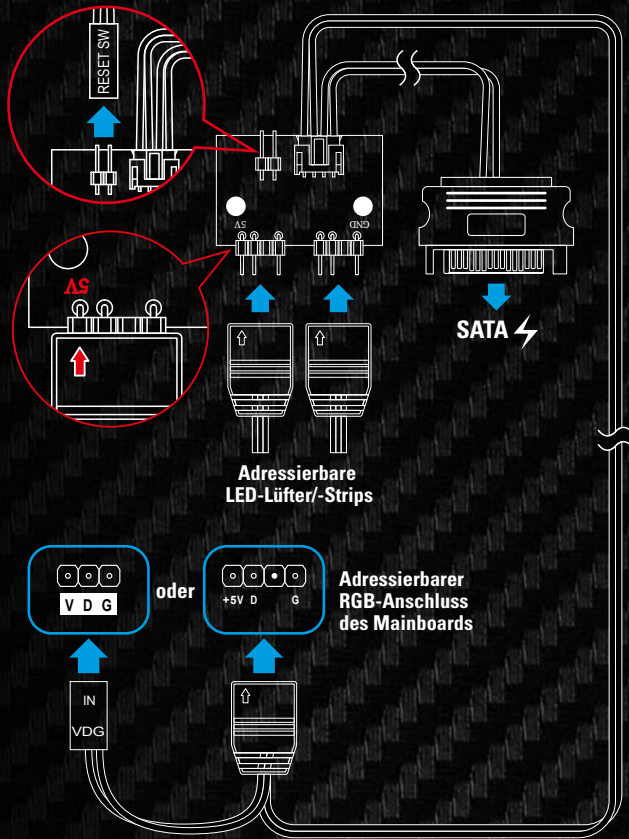 RESET SW
5V
GND
5V
SATA
Adressierbare
LED-Lüfter/-Strips
V D G
oder
+5V D G
Adressierbarer
RGB-Anschluss
des Mainboards
IN
VDG